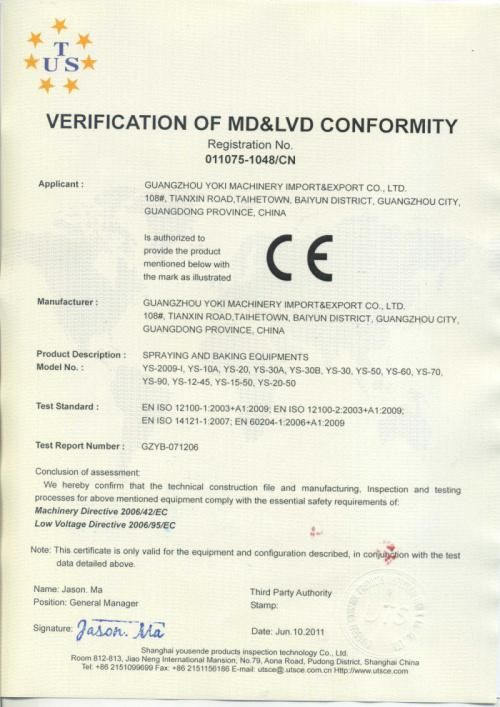 T
U S
VERIFICATION OF MD&LVD CONFORMITY
Registration No.
011075-1048/CN
Applicant :
GUANGZHOU YOKI MACHINERY IMPORT&EXPORT CO., LTD.
108#, TIANXIN ROAD,TAIHETOWN, BAIYUN DISTRICT, GUANGZHOU CITY,
GUANGDONG PROVINCE, CHINA
Is authorized to
provide the product
mentioned below with
the mark as illustrated
CE
Manufacturer :
GUANGZHOU YOKI MACHINERY IMPORT&EXPORT CO., LTD.
108#, TIANXIN ROAD,TAIHETOWN, BAIYUN DISTRICT, GUANGZHOU CITY,
GUANGDONG PROVINCE, CHINA
Product Description : SPRAYING AND BAKING EQUIPMENTS
Model No. : YS-2009-I, YS-10A, YS-20, YS-30A, YS-30B, YS-30, YS-50, YS-60, YS-70,
YS-90, YS-12-45, YS-15-50, YS-20-50
Test Standard : EN ISO 12100-1:2003+A1:2009; EN ISO 12100-2:2003+A1:2009;
EN ISO 14121-1:2007; EN 60204-1:2006+A1:2009
Test Report Number : GZYB-071206
Conclusion of assessment:
We hereby confirm that the technical construction file and manufacturing, Inspection and testing
processes for above mentioned equipment comply with the essential safety requirements of:
Machinery Directive 2006/42/EC
Low Voltage Directive 2006/95/EC
Note: This certificate is only valid for the equipment and configuration described, in conjunction with the test
data detailed above.
Name: Jason. Ma
Position: General Manager
Third Party Authority
Stamp:
UTS
Signature: Jason. Ma
Date: Jun.10.2011
Shanghai yousende products inspection technology Co., Ltd.
Room 812-813, Jiao Neng International Mansion, No.79, Aona Road, Pudong District, Shanghai China
Tel: +86 2151099699 Fax: +86 2151156186 E-mail: utsce@.utsce.com.cn Http://www.utsce.com